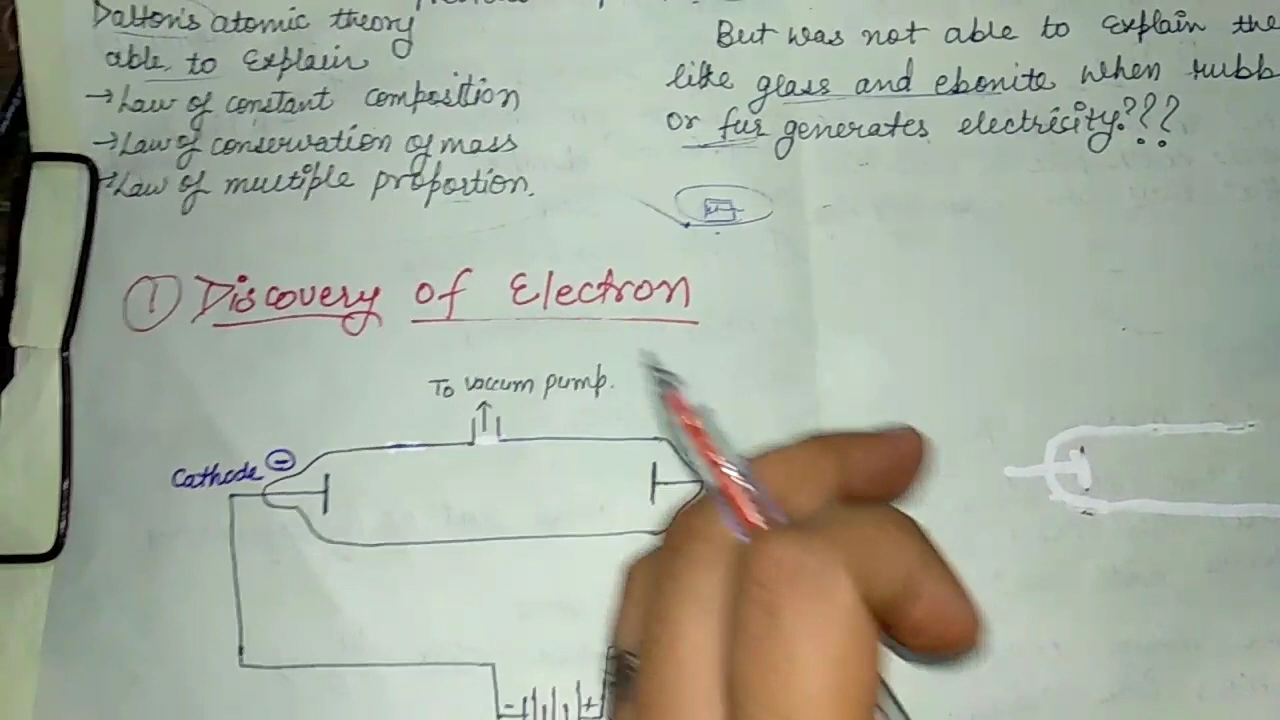 Dalton's atomic theory
able to Explain
→ Law of constant composition
→ Law of conservation of mass
→ Law of multiple proportion.
But was not able to Explain the
like glass and ebonite when rubb
or fur generates electricity???
① Discovery of Electron
To vaccum pump.
Cathode ⊖
- +